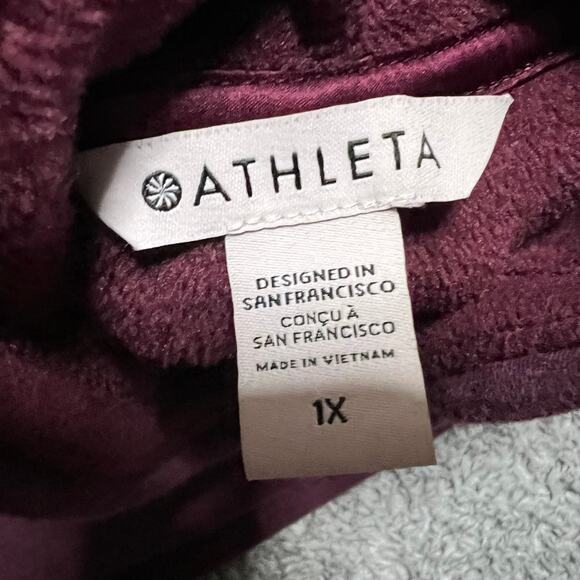 ATHLETA
DESIGNED IN
SAN FRANCISCO
CONÇU À
SAN FRANCISCO
MADE IN VIETNAM
1X